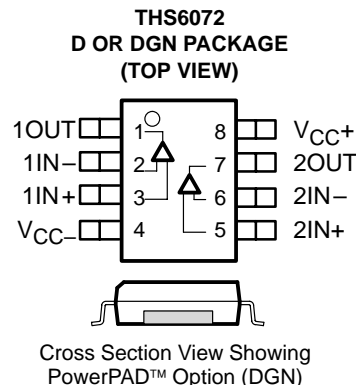 THS6072
D OR DGN PACKAGE
(TOP VIEW)
1OUT 1 8 VCC+
1IN− 2 7 2OUT
1IN+ 3 6 2IN−
VCC− 4 5 2IN+
Cross Section View Showing
PowerPAD™ Option (DGN)